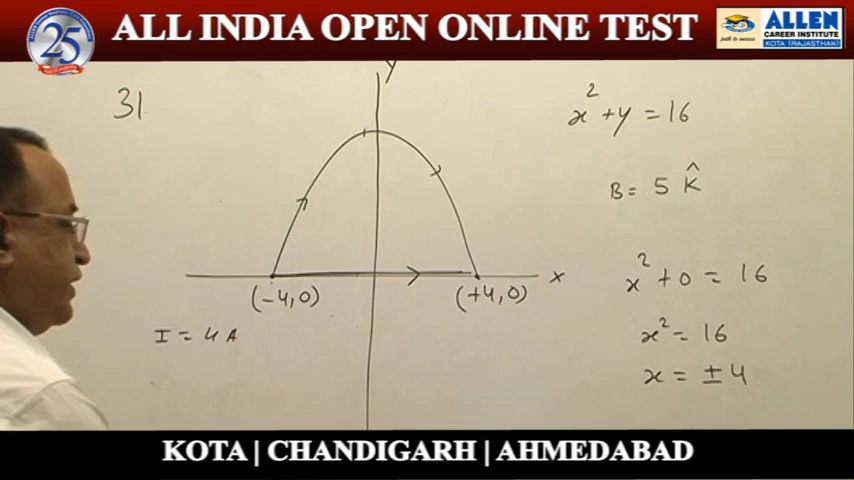 25
ALL INDIA OPEN ONLINE TEST
path to success
ALLEN
CAREER INSTITUTE
KOTA (RAJASTHAN)
31
y
x² + y = 16
B = 5 k̂
x² + 0 = 16
x
(-4,0)
(+4,0)
I = 4 A
x² = 16
x = ± 4
KOTA | CHANDIGARH | AHMEDABAD